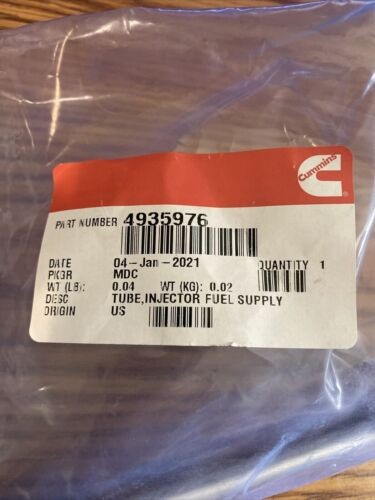 Cummins
PART NUMBER 4935976
DATE 04-Jan-2021 QUANTITY 1
PKGR MDC
WT (LB): 0.04 WT (KG): 0.02
DESC TUBE,INJECTOR FUEL SUPPLY
ORIGIN US